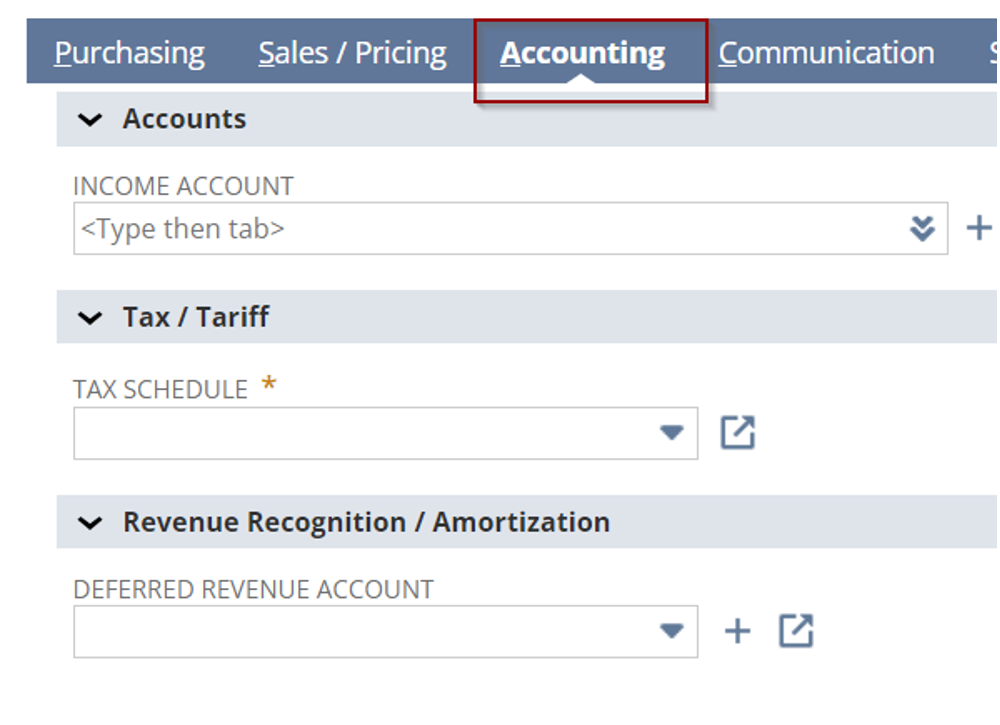 Purchasing Sales / Pricing Accounting Communication
Accounts
INCOME ACCOUNT
<Type then tab>
Tax / Tariff
TAX SCHEDULE *
Revenue Recognition / Amortization
DEFERRED REVENUE ACCOUNT